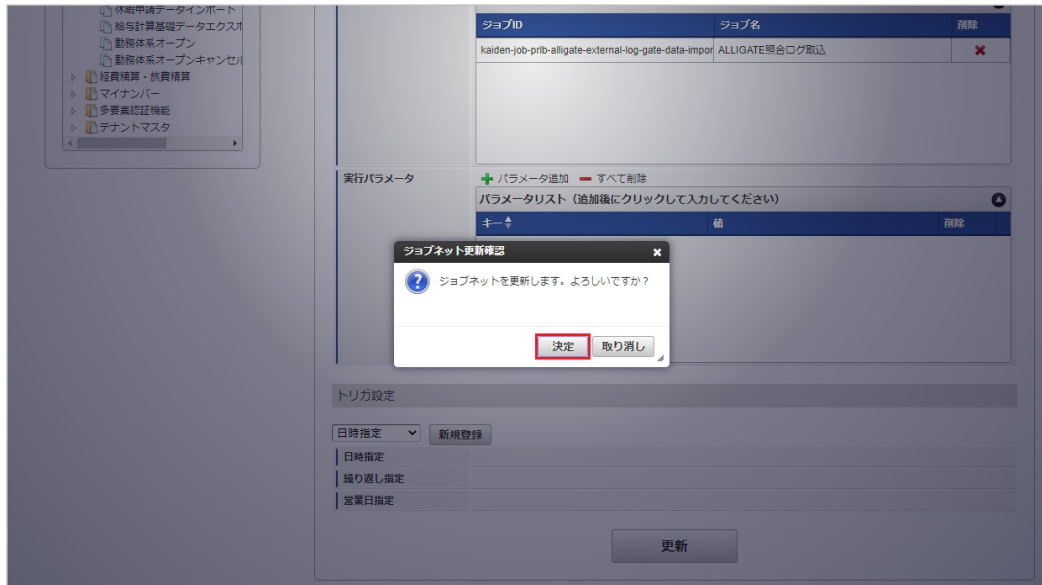 休暇申請データインポート
給与計算基礎データエクスポ
勤務体系オープン
勤務体系オープンキャンセル
経費精算・旅費精算
マイナンバー
多要素認証機能
テナントマスタ
ジョブID ジョブ名 削除
kaiden-job-prlb-alligate-external-log-gate-data-impor ALLIGATE照合ログ取込
実行パラメータ
パラメータ追加 すべて削除
パラメータリスト（追加後にクリックして入力してください）
キー 値 削除
ジョブネット更新確認
ジョブネットを更新します。よろしいですか？
決定 取り消し
トリガ設定
日時指定 新規登録
日時指定
繰り返し指定
営業日指定
更新